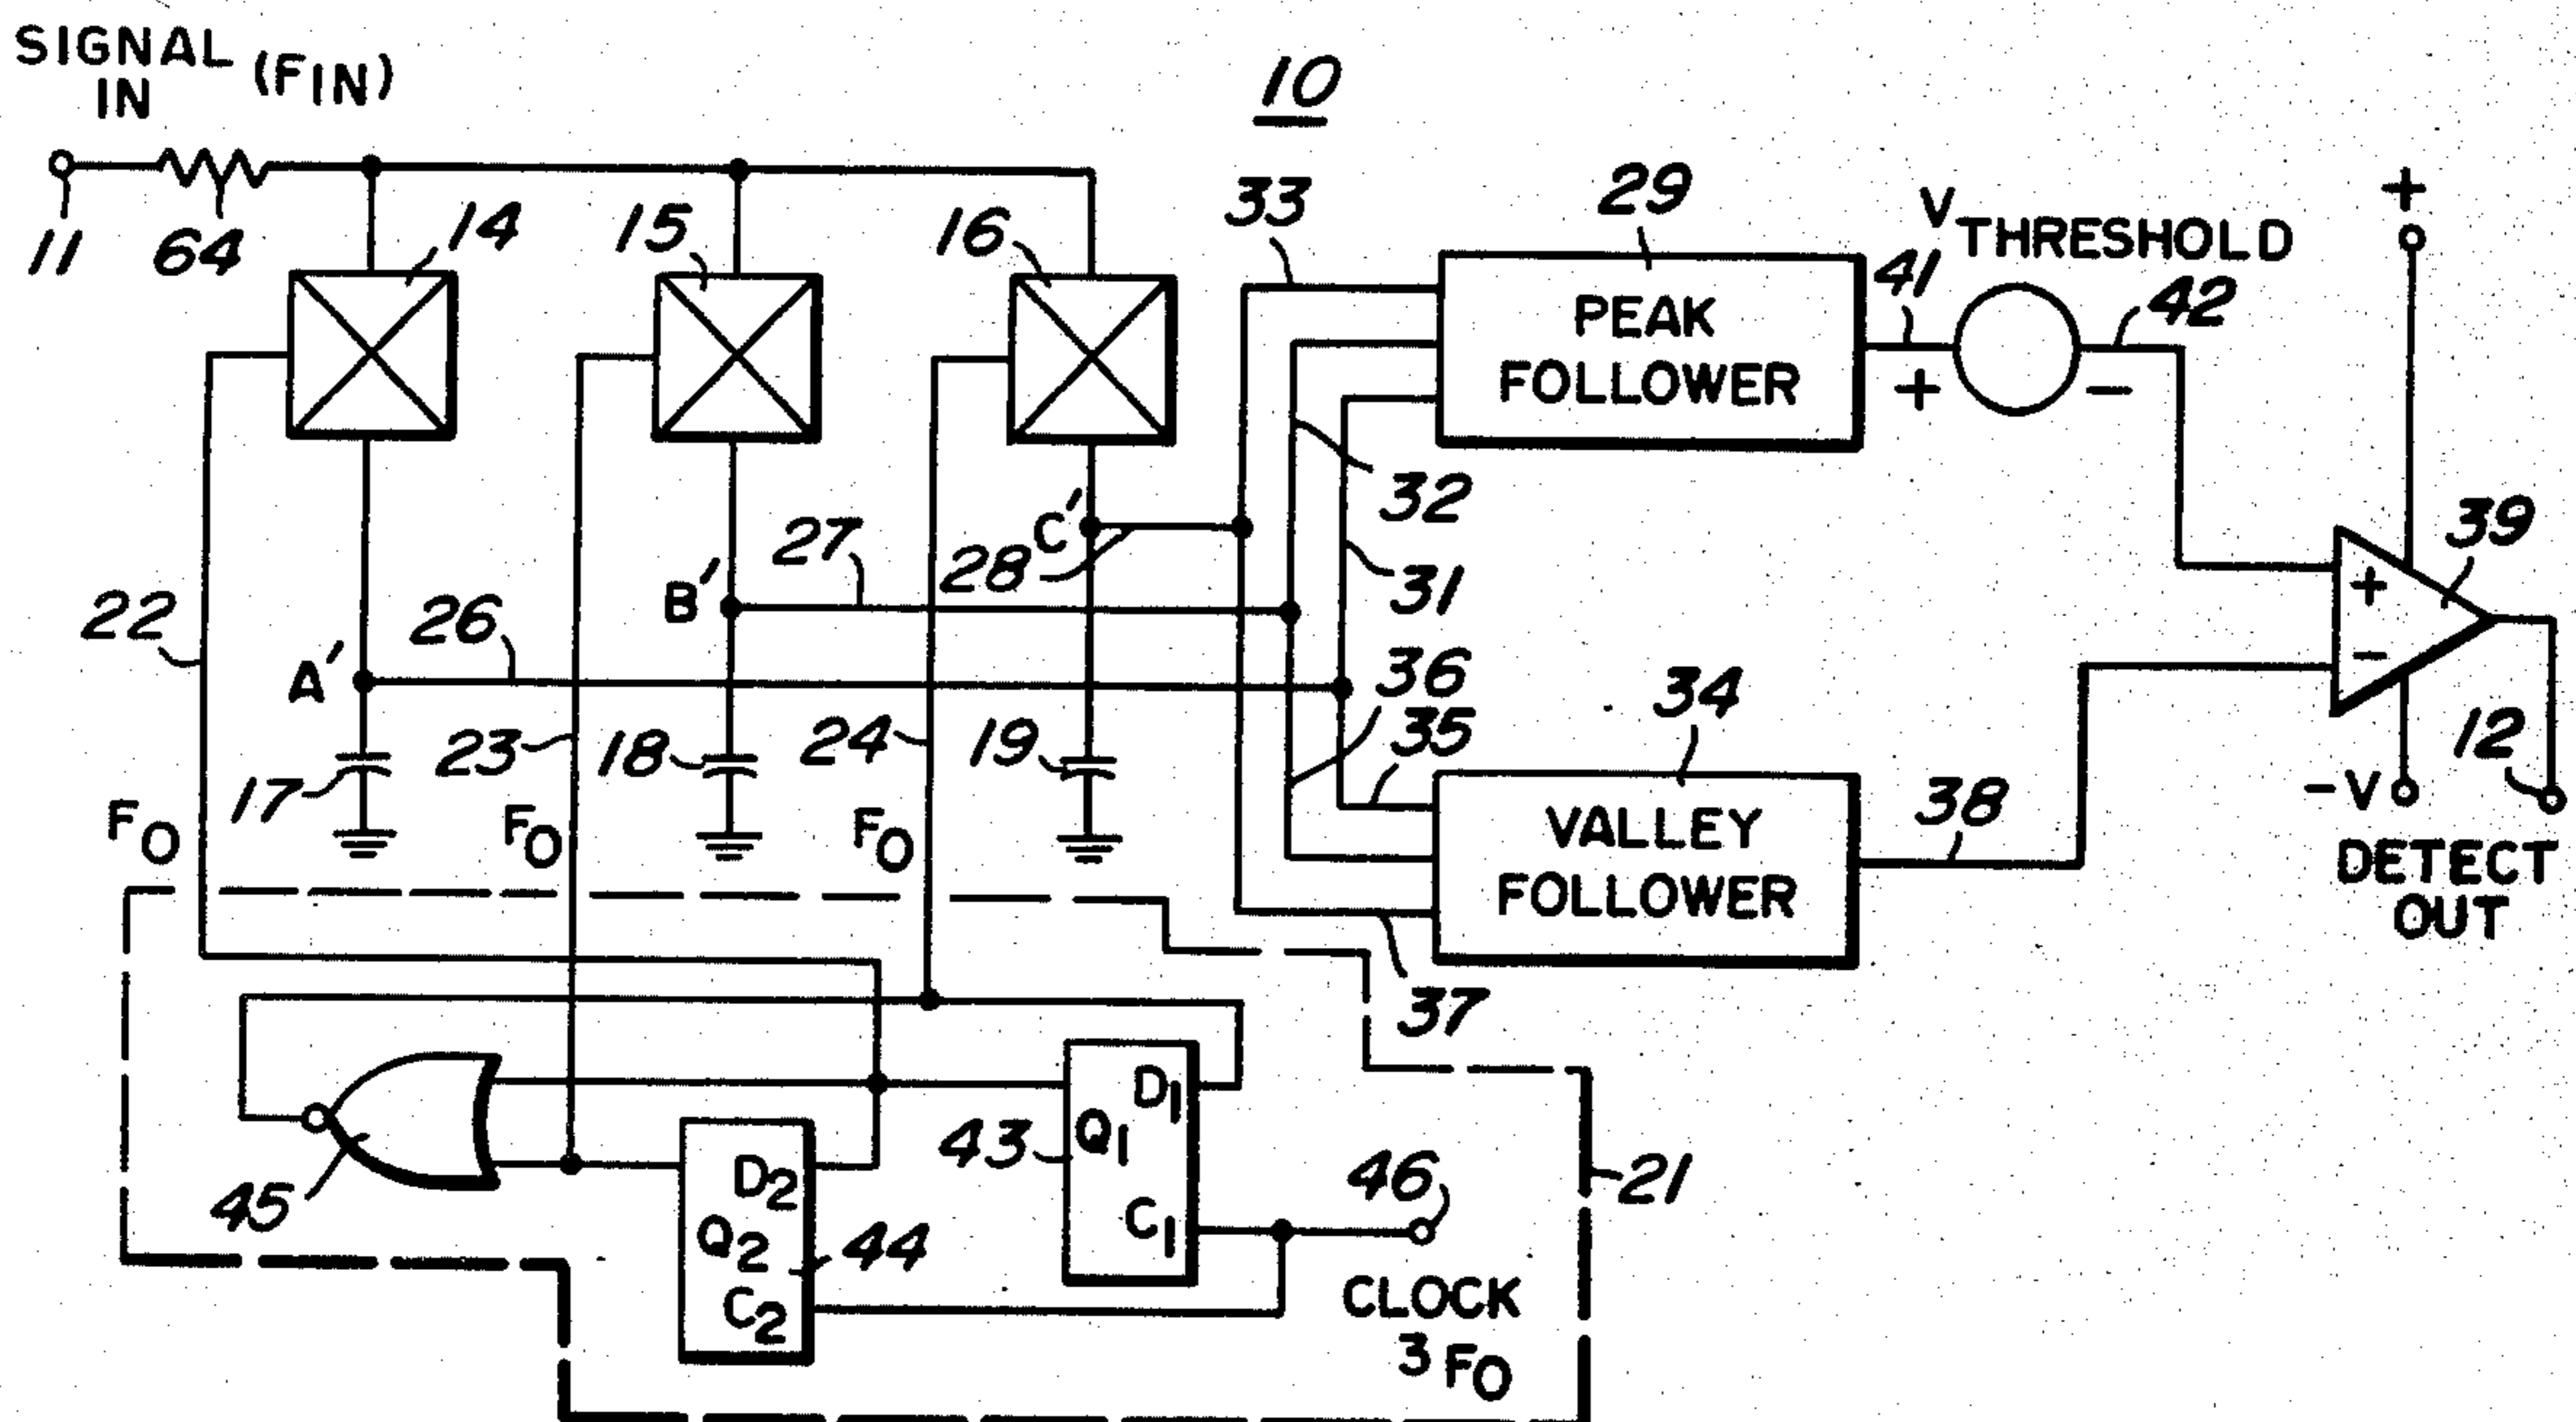 SIGNAL
IN
(FIN)
10
11
64
14
15
16
33
29
VTHRESHOLD
41
42
+
PEAK
FOLLOWER
+
-
32
31
39
+
-
22
26
27
28
C'
B'
A'
36
35
34
23
17
18
24
19
FO
FO
FO
VALLEY
FOLLOWER
38
-V
12
DETECT
OUT
37
45
D1
Q1
C1
43
D2
Q2
C2
44
46
21
CLOCK
3 FO